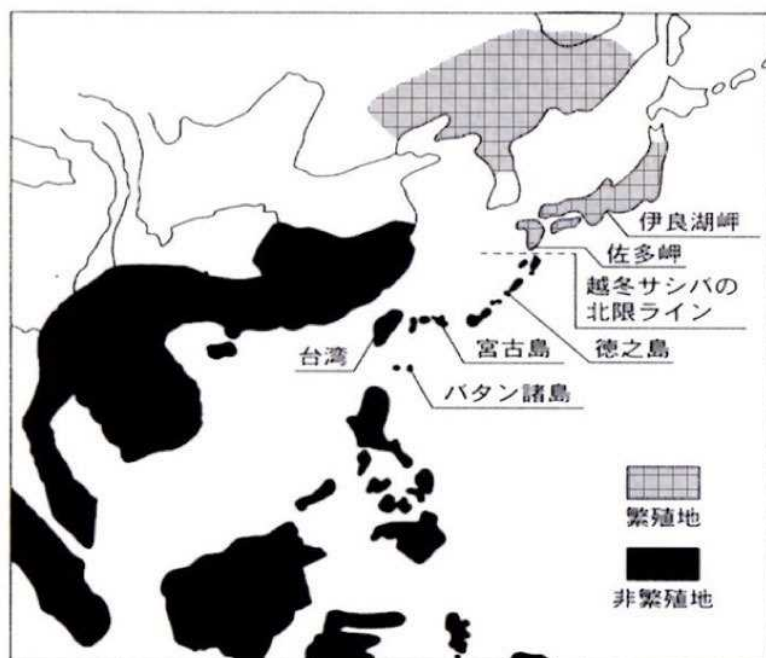 伊良湖岬
佐多岬
越冬サシバの
北限ライン
台湾
宮古島
徳之島
バタン諸島
繁殖地
非繁殖地